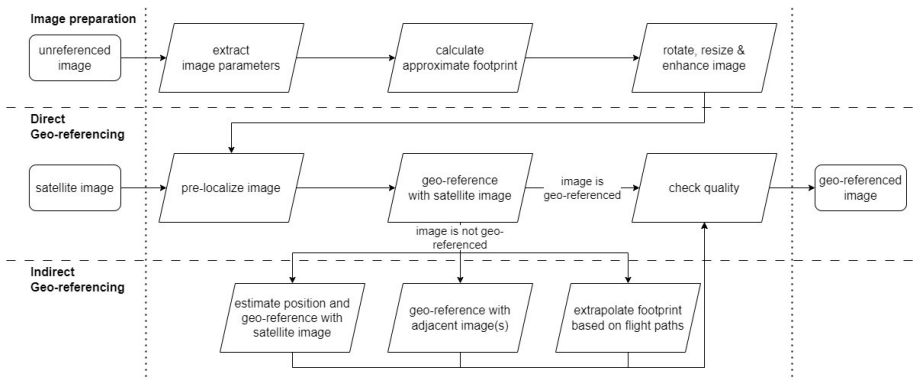 Image preparation
unreferenced
image
extract
image parameters
calculate
approximate footprint
rotate, resize &
enhance image
Direct
Geo-referencing
satellite image
pre-localize image
geo-reference
with satellite image
image is
geo-referenced
check quality
geo-referenced
image
image is not geo-
referenced
Indirect
Geo-referencing
estimate position and
geo-reference with
satellite image
geo-reference with
adjacent image(s)
extrapolate footprint
based on flight paths